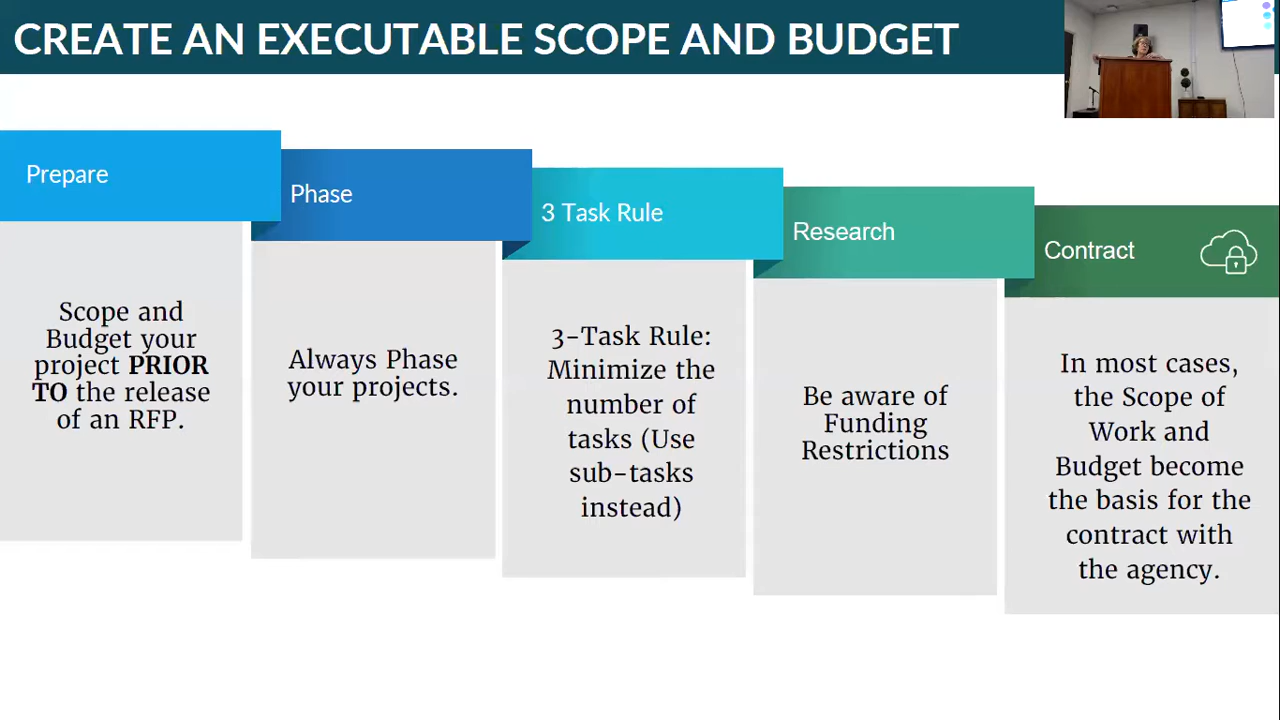 CREATE AN EXECUTABLE SCOPE AND BUDGET
Prepare
Scope and
Budget your
project PRIOR
TO the release
of an RFP.
Phase
Always Phase
your projects.
3 Task Rule
3-Task Rule:
Minimize the
number of
tasks (Use
sub-tasks
instead)
Research
Be aware of
Funding
Restrictions
Contract
In most cases,
the Scope of
Work and
Budget become
the basis for the
contract with
the agency.